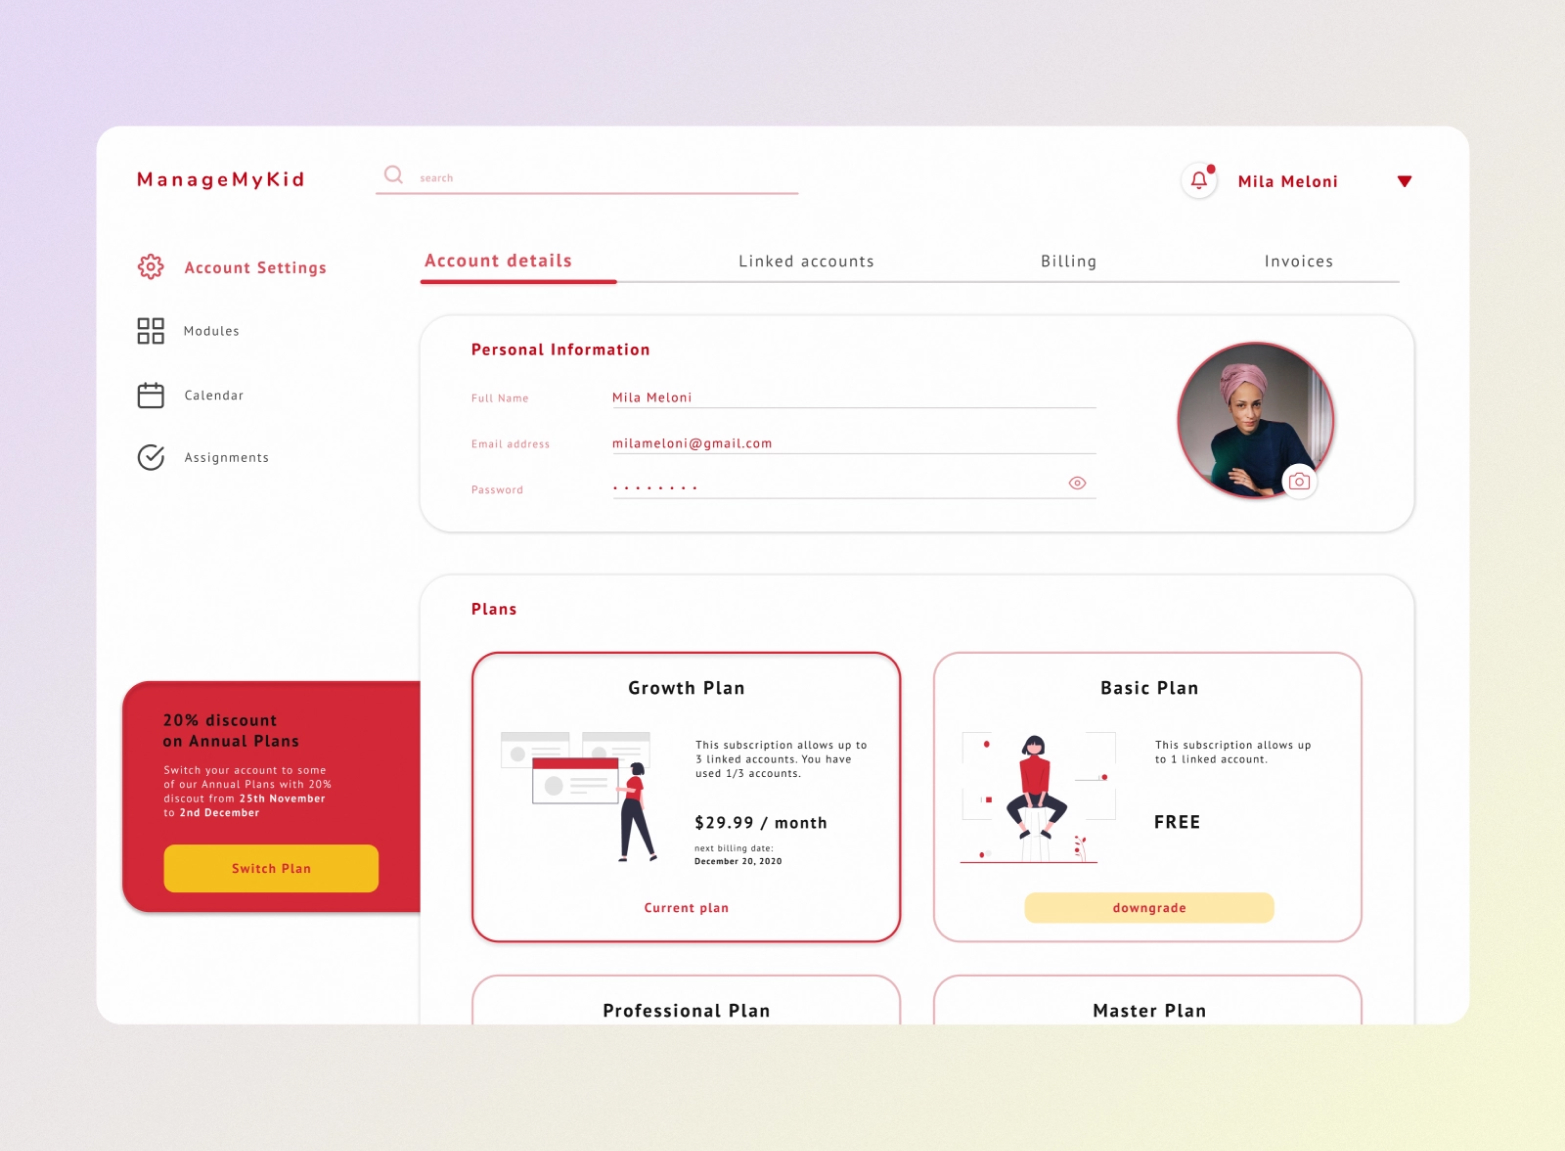 ManageMyKid
search
Mila Meloni
Account Settings
Modules
Calendar
Assignments
Account details
Linked accounts
Billing
Invoices
Personal Information
Full Name
Mila Meloni
Email address
milameloni@gmail.com
Password
• • • • • • • •
20% discount
on Annual Plans
Switch your account to some
of our Annual Plans with 20%
discout from 25th November
to 2nd December
Switch Plan
Plans
Growth Plan
This subscription allows up to
3 linked accounts. You have
used 1/3 accounts.
$29.99 / month
next billing date:
December 20, 2020
Current plan
Basic Plan
This subscription allows up
to 1 linked account.
FREE
downgrade
Professional Plan
Master Plan